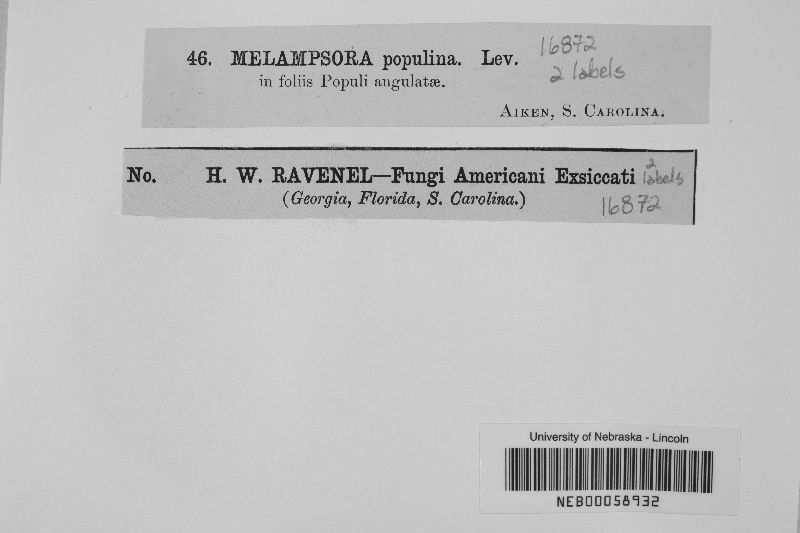 46. MELAMPSORA populina. Lev. 16872
in foliis Populi angulatæ. 2 labels
AIKEN, S. CAROLINA.
No. H. W. RAVENEL—Fungi Americani Exsiccati 2 labels
(Georgia, Florida, S. Carolina.) 16872
University of Nebraska - Lincoln
NEB00058932